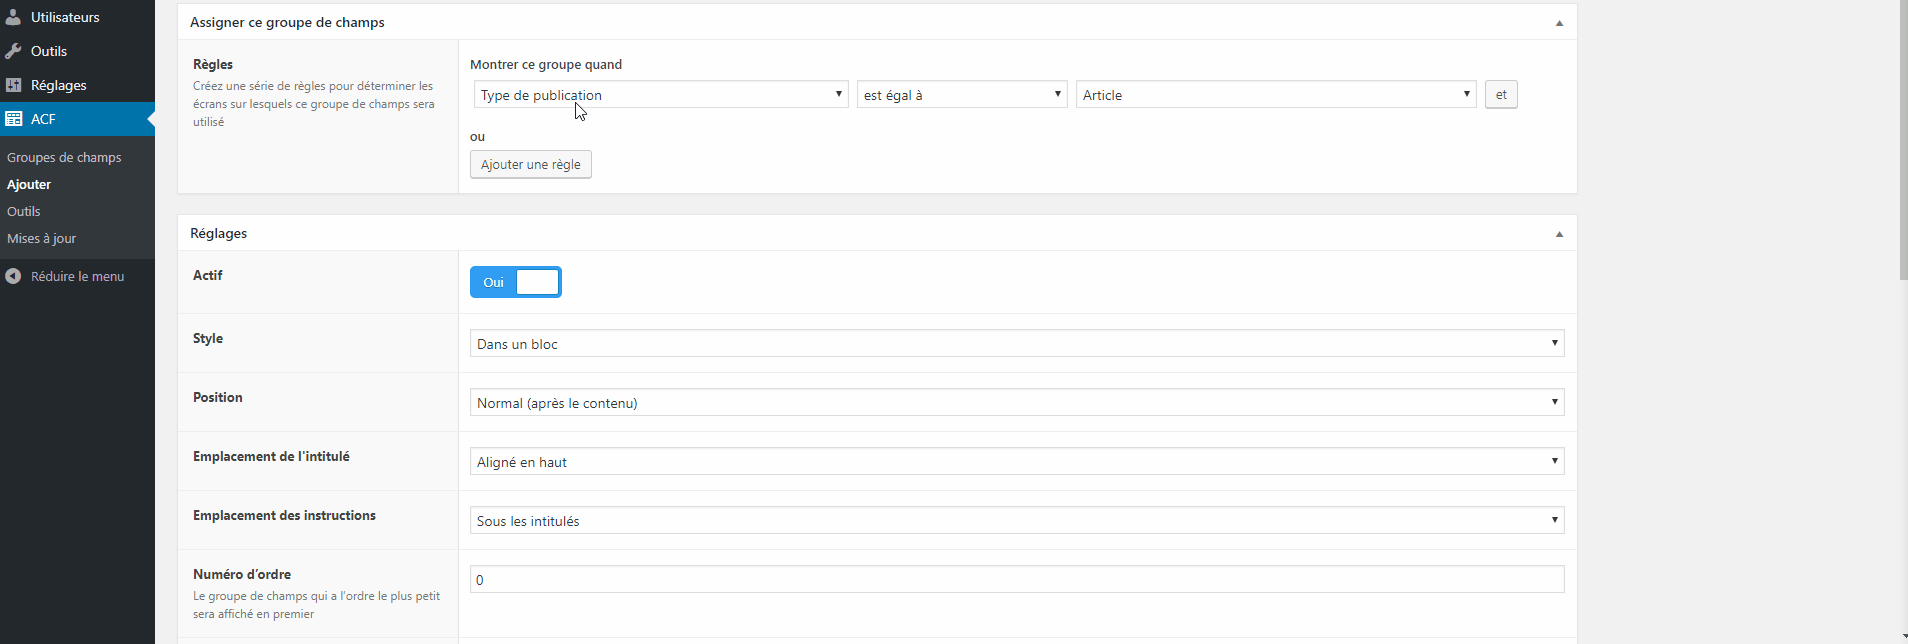 Utilisateurs
Outils
Réglages
ACF
Groupes de champs
Ajouter
Outils
Mises à jour
Réduire le menu
Assigner ce groupe de champs
Règles
Créez une série de règles pour déterminer les
écrans sur lesquels ce groupe de champs sera
utilisé
Montrer ce groupe quand
Type de publication
est égal à
Article
et
ou
Ajouter une règle
Réglages
Actif
Oui
Style
Dans un bloc
Position
Normal (après le contenu)
Emplacement de l'intitulé
Aligné en haut
Emplacement des instructions
Sous les intitulés
Numéro d’ordre
Le groupe de champs qui a l’ordre le plus petit
sera affiché en premier
0